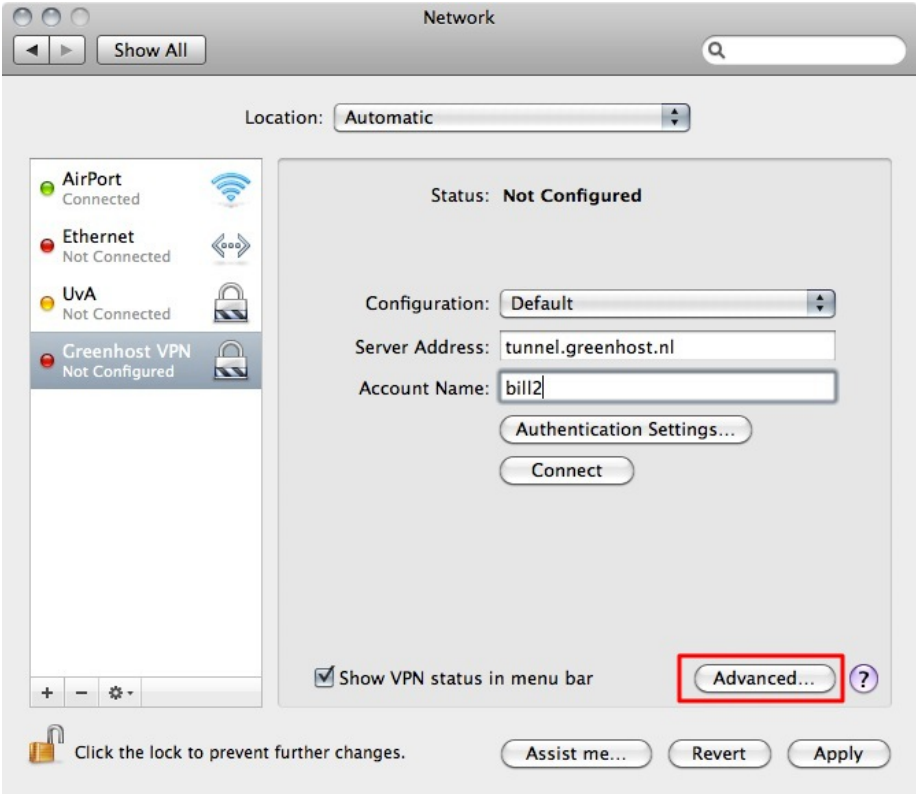 Network
Show All
Location: Automatic
AirPort
Connected
Ethernet
Not Connected
UvA
Not Connected
Greenhost VPN
Not Configured
Status: Not Configured
Configuration: Default
Server Address: tunnel.greenhost.nl
Account Name: bill2
Authentication Settings...
Connect
Show VPN status in menu bar
Advanced... ?
+ −
Click the lock to prevent further changes.
Assist me... Revert Apply